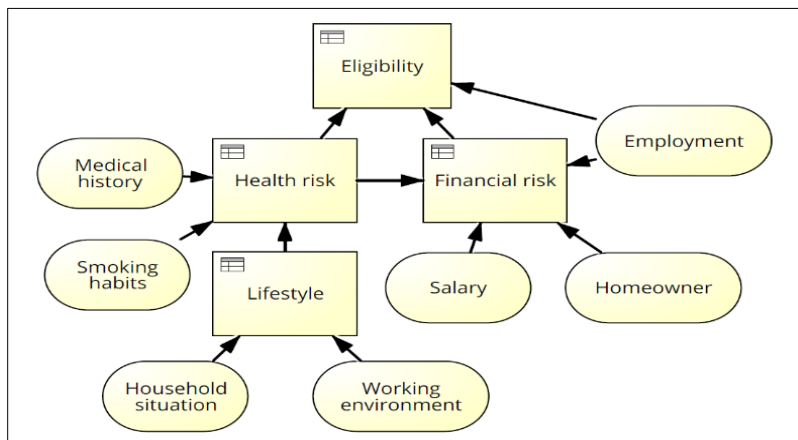 Eligibility
Medical
history
Health risk
Financial risk
Employment
Smoking
habits
Lifestyle
Salary
Homeowner
Household
situation
Working
environment